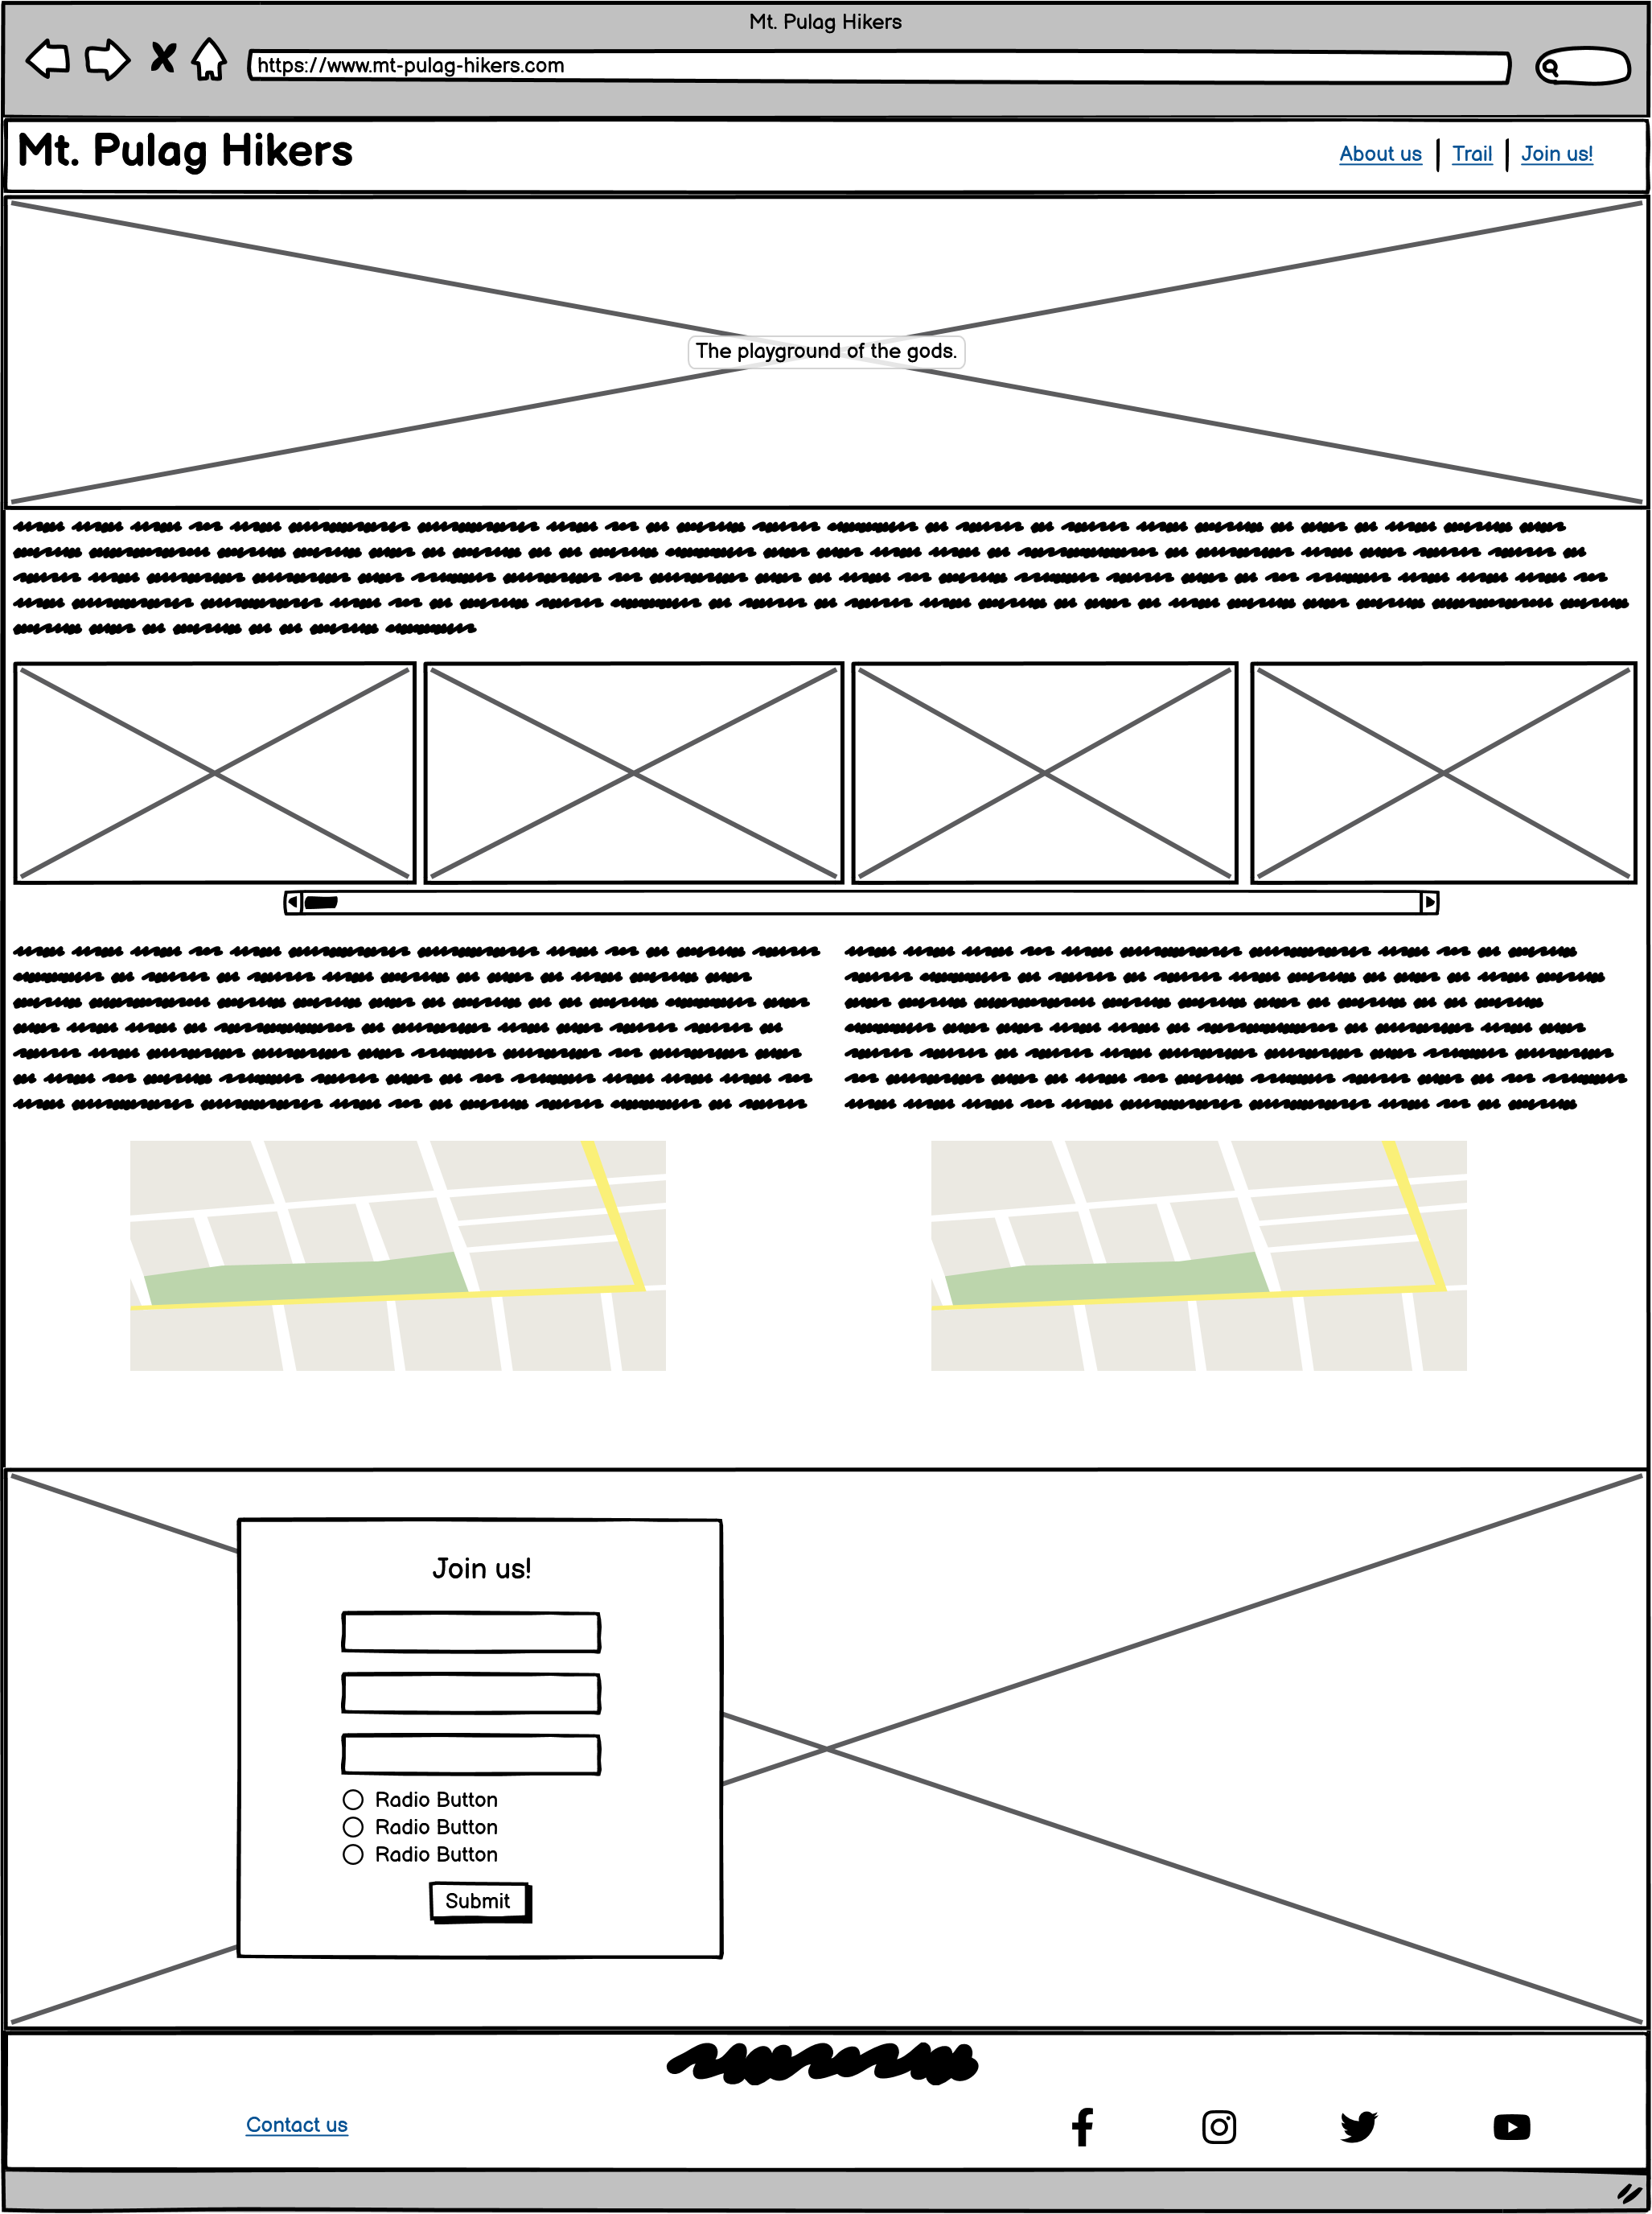 Mt. Pulag Hikers
https://www.mt-pulag-hikers.com
Mt. Pulag Hikers
About us | Trail | Join us!
The playground of the gods.
Join us!
Radio Button
Radio Button
Radio Button
Submit
Contact us